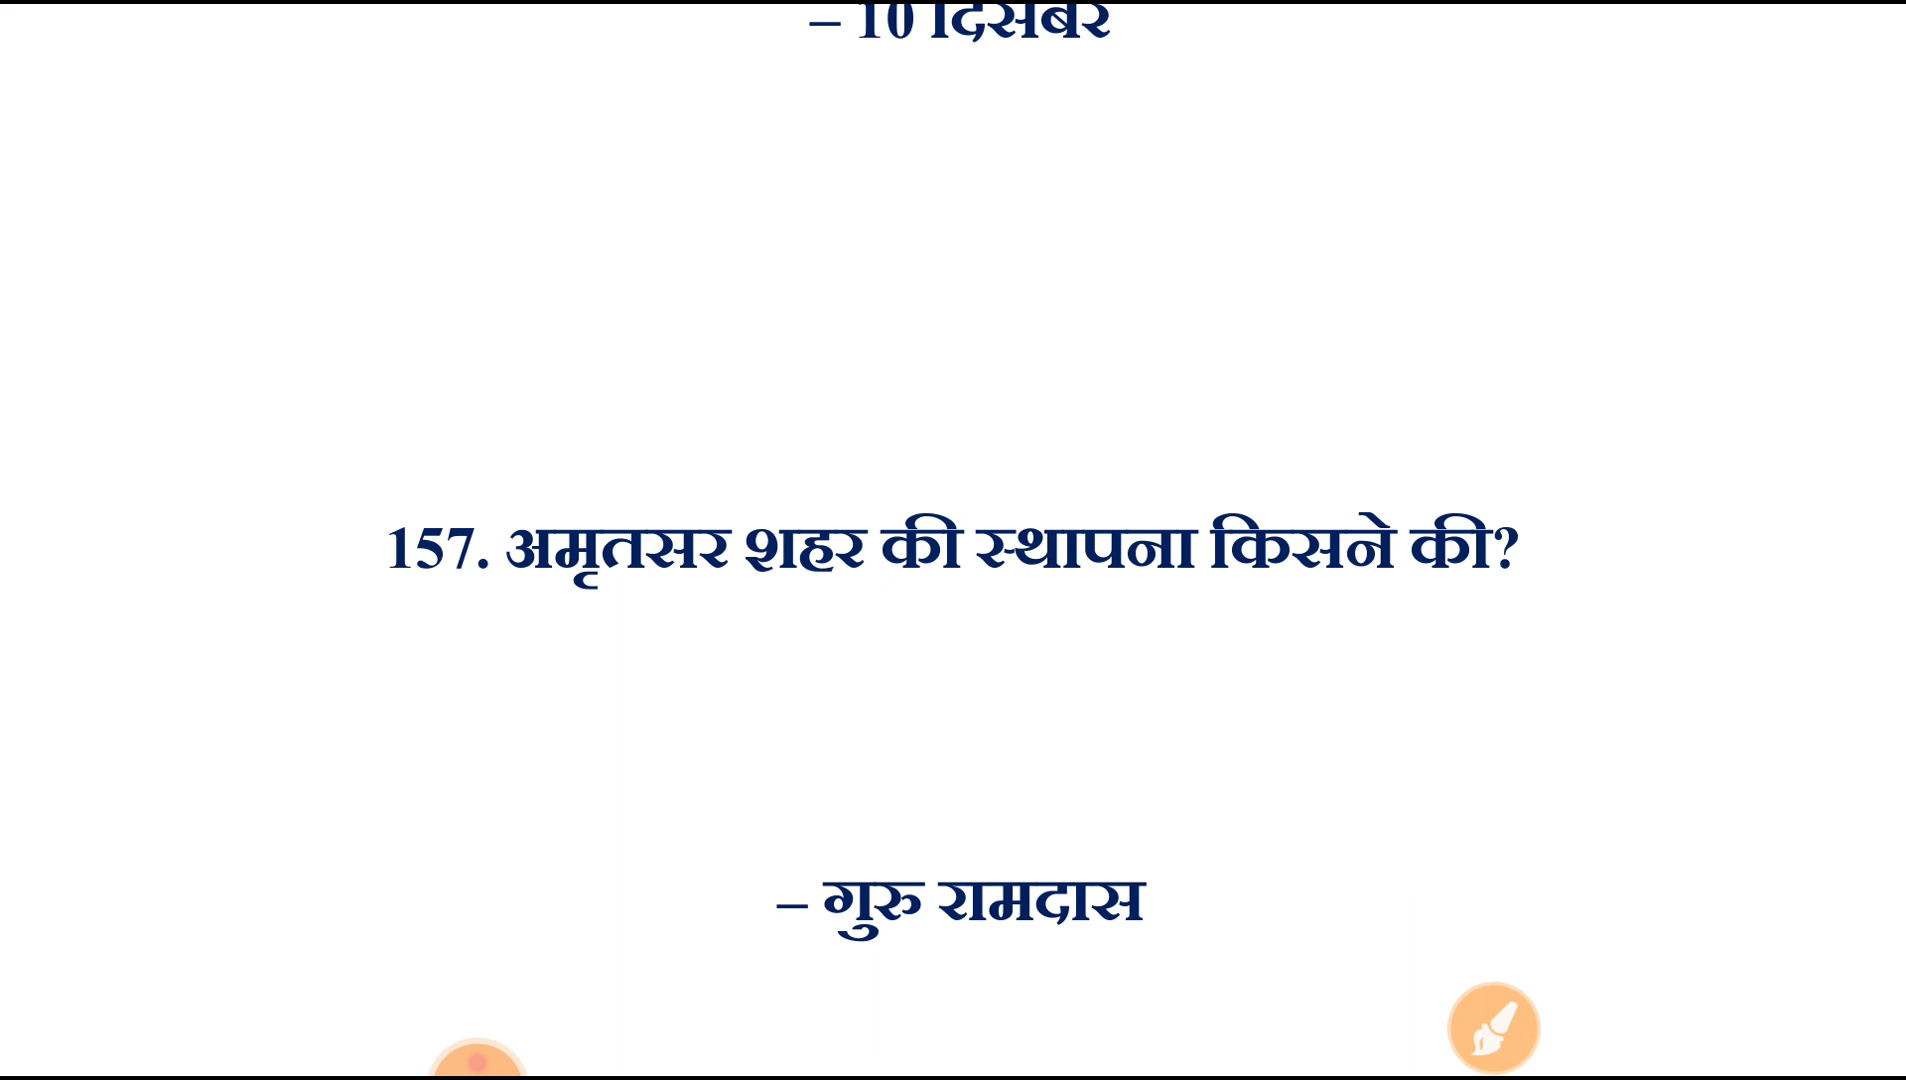 – 10 दिसंबर
157. अमृतसर शहर की स्थापना किसने की?
– गुरु रामदास